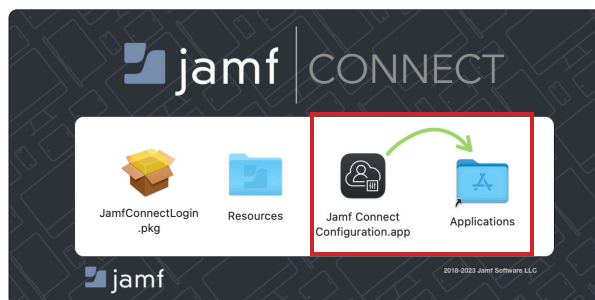 jamf CONNECT
JamfConnectLogin
.pkg
Resources
Jamf Connect
Configuration.app
Applications
jamf
2018-2023 Jamf Software LLC